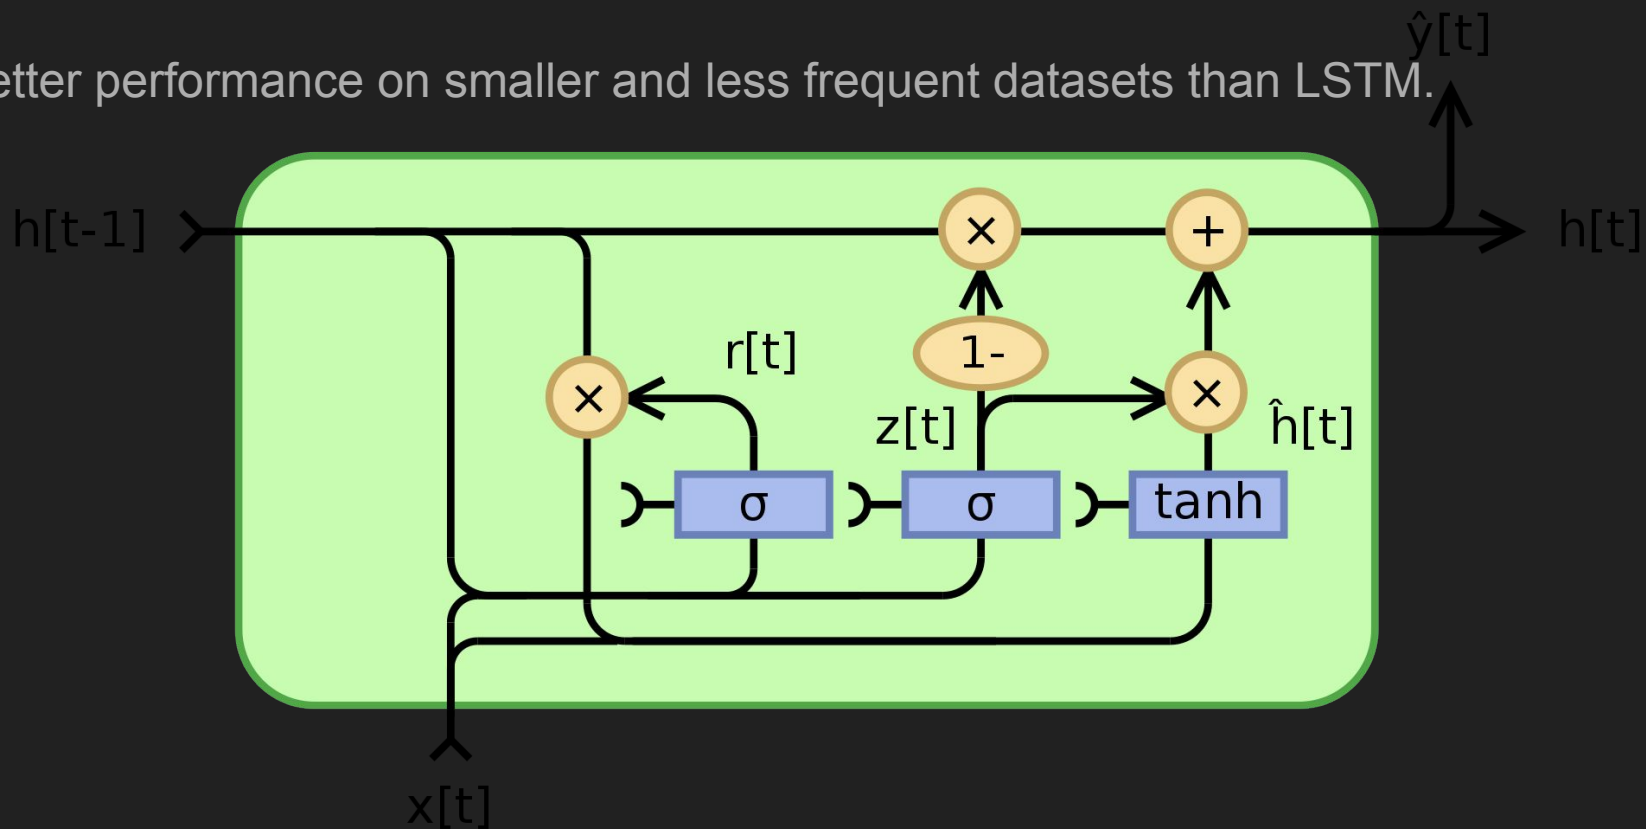 ŷ[t]
etter performance on smaller and less frequent datasets than LSTM.
h[t-1]
×
+
h[t]
r[t]
1-
×
×
z[t]
ĥ[t]
σ
σ
tanh
x[t]